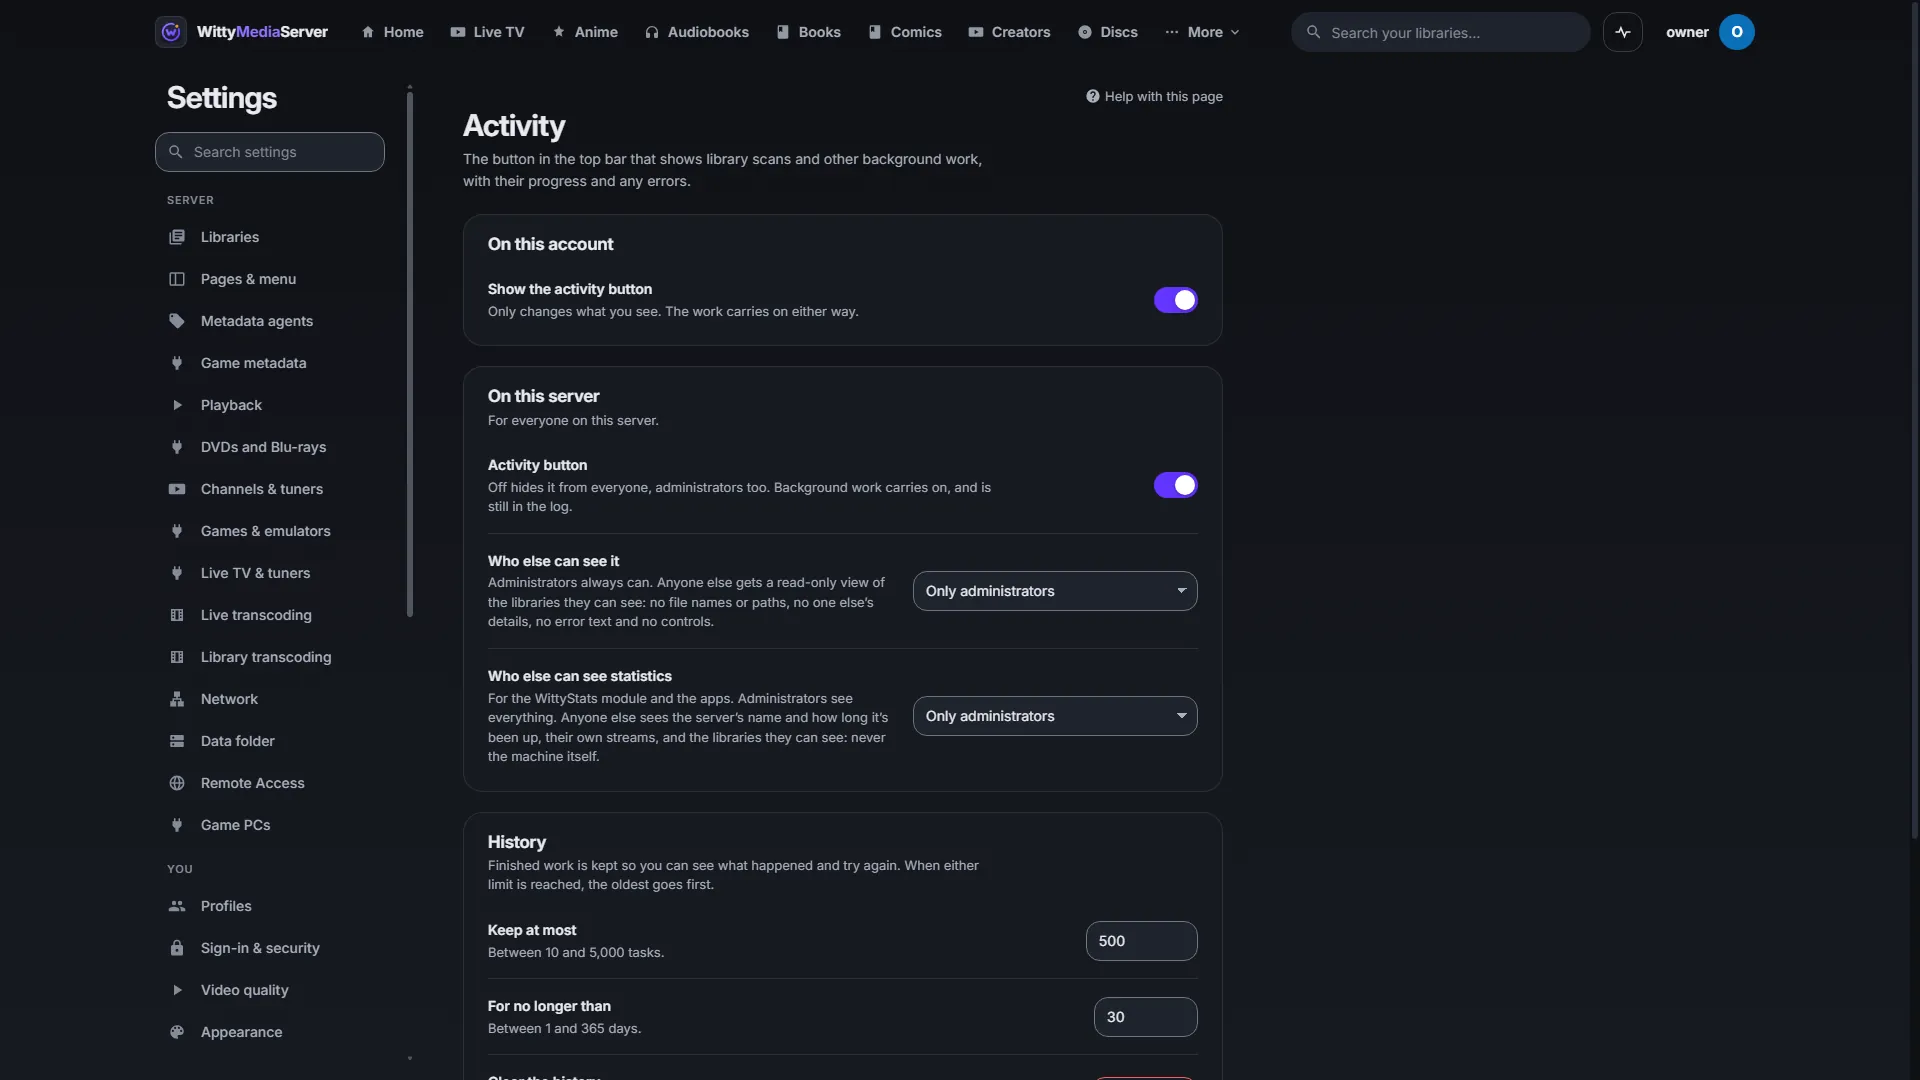 WittyMediaServer
Home
Live TV
Anime
Audiobooks
Books
Comics
Creators
Discs
More
Search your libraries...
owner
O
Settings
Search settings
SERVER
Libraries
Pages & menu
Metadata agents
Game metadata
Playback
DVDs and Blu-rays
Channels & tuners
Games & emulators
Live TV & tuners
Live transcoding
Library transcoding
Network
Data folder
Remote Access
Game PCs
YOU
Profiles
Sign-in & security
Video quality
Appearance
Help with this page
Activity
The button in the top bar that shows library scans and other background work,
with their progress and any errors.
On this account
Show the activity button
Only changes what you see. The work carries on either way.
On this server
For everyone on this server.
Activity button
Off hides it from everyone, administrators too. Background work carries on, and is
still in the log.
Who else can see it
Administrators always can. Anyone else gets a read-only view of
the libraries they can see: no file names or paths, no one else’s
details, no error text and no controls.
Only administrators
Who else can see statistics
For the WittyStats module and the apps. Administrators see
everything. Anyone else sees the server’s name and how long it’s
been up, their own streams, and the libraries they can see: never
the machine itself.
Only administrators
History
Finished work is kept so you can see what happened and try again. When either
limit is reached, the oldest goes first.
Keep at most
Between 10 and 5,000 tasks.
500
For no longer than
Between 1 and 365 days.
30
Clear the history